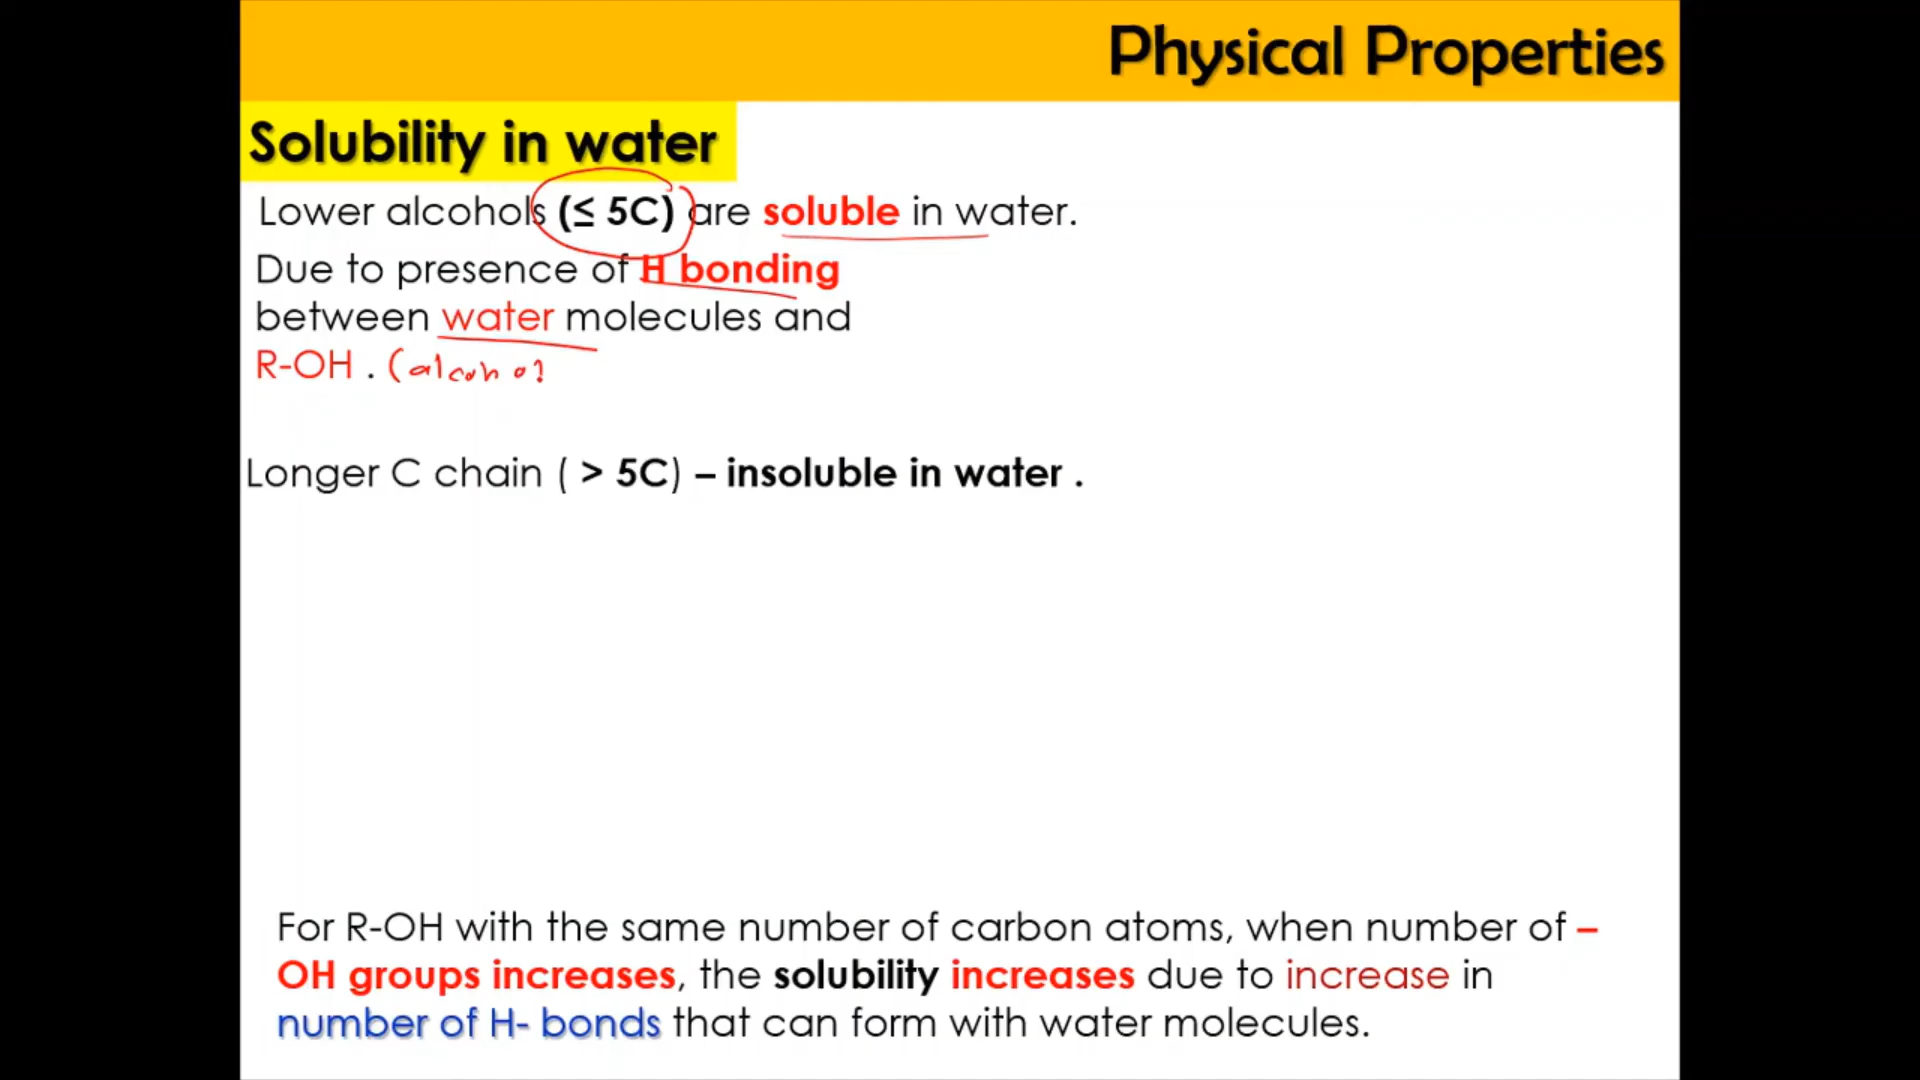 Physical Properties
Solubility in water
Lower alcohols (≤ 5C) are soluble in water.
Due to presence of H bonding
between water molecules and
R-OH . (alcohol
Longer C chain ( > 5C) – insoluble in water .
For R-OH with the same number of carbon atoms, when number of –
OH groups increases, the solubility increases due to increase in
number of H- bonds that can form with water molecules.